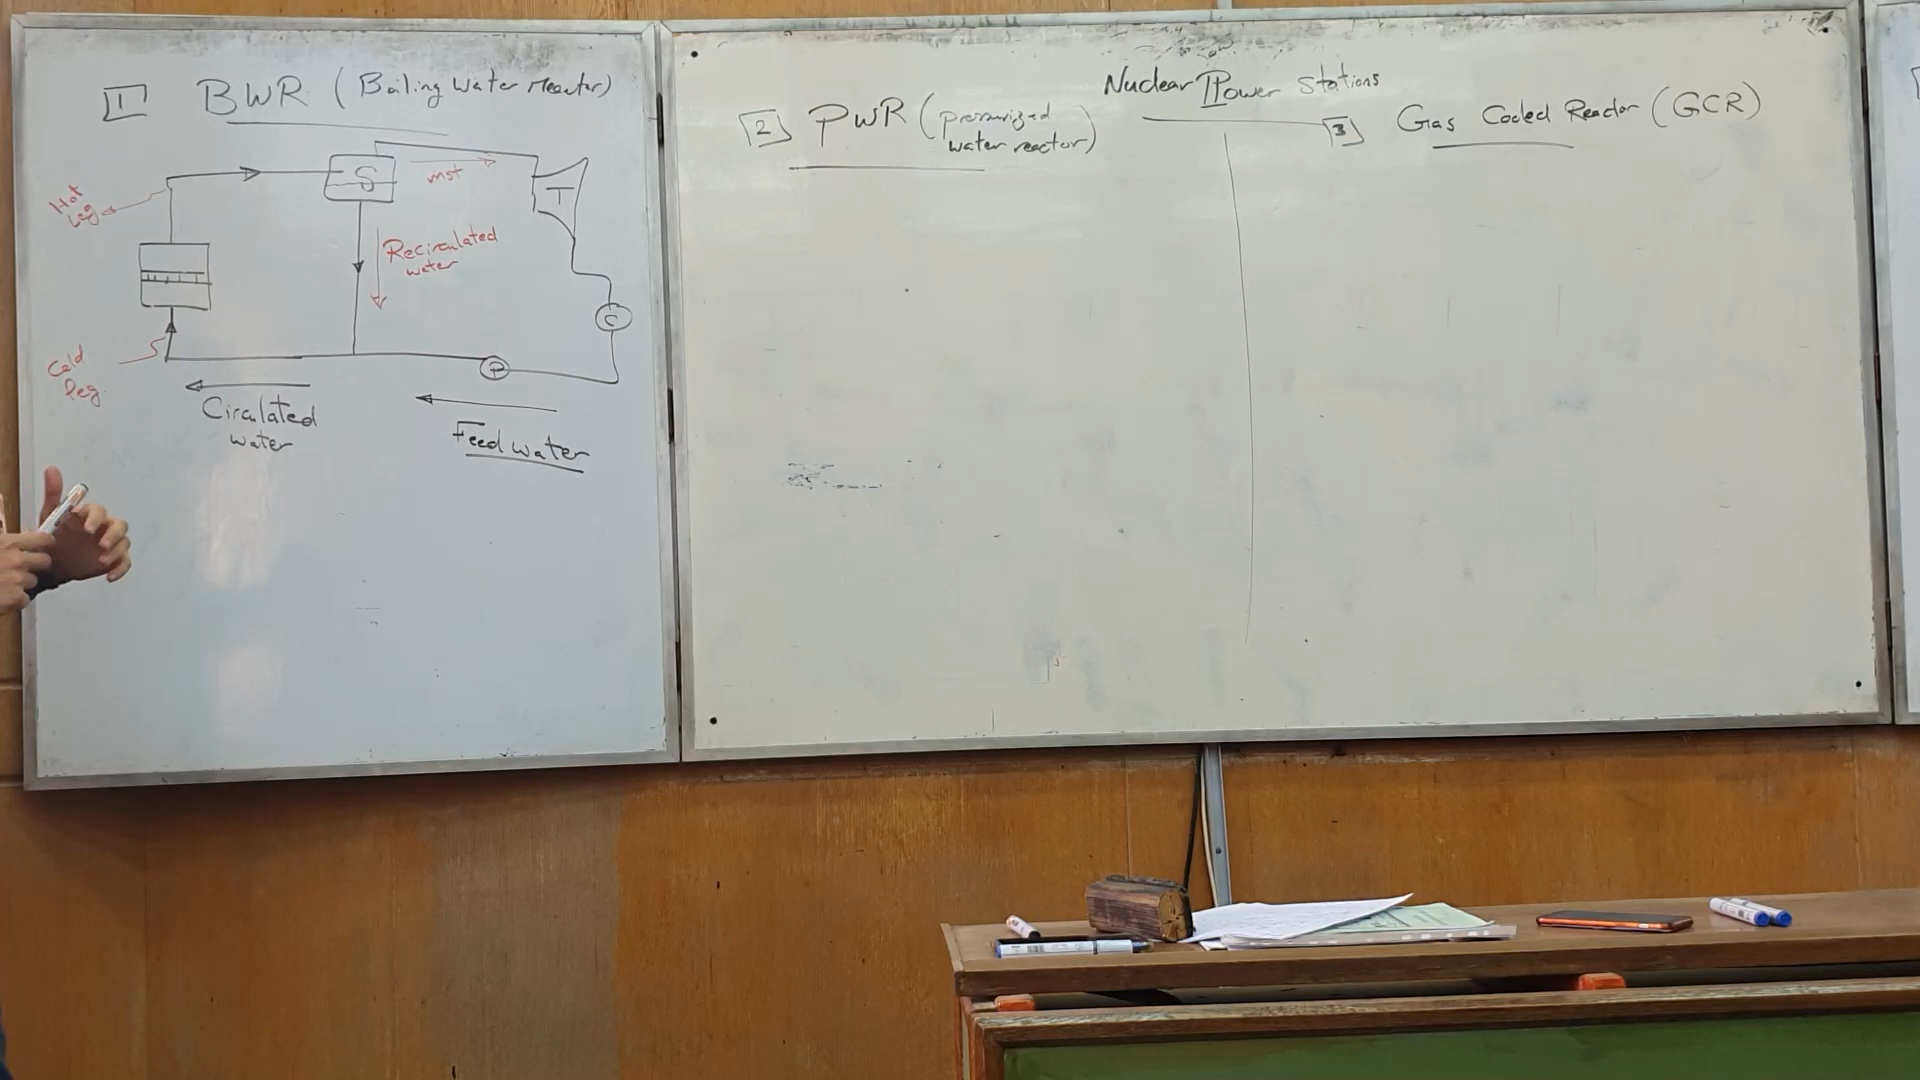 1 BWR (Boiling Water reactor)
Hot
Leg
S
mst
T
Recirculated
water
C
Cold
leg
P
Circulated
water
Feed water
Nuclear Power Stations
2 PWR (pressurized
water reactor)
3 Gas Cooled Reactor (GCR)